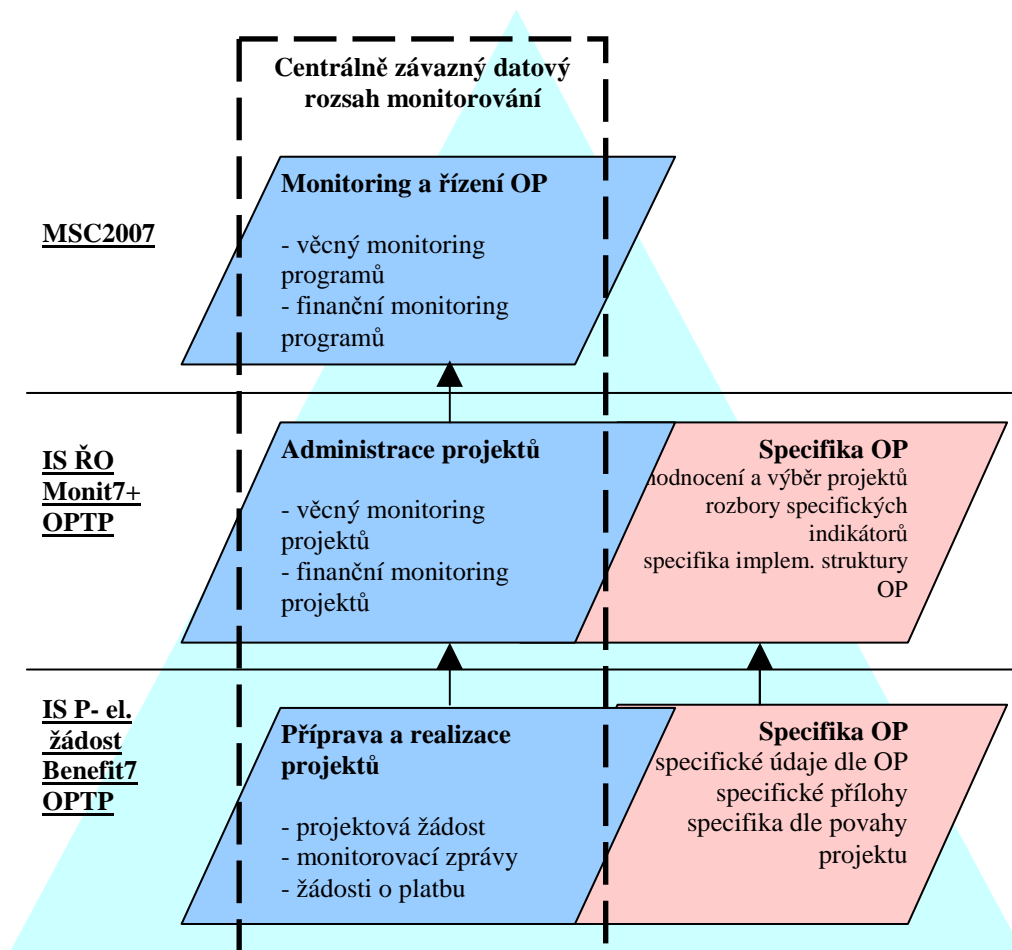 Centrálně závazný datový
rozsah monitorování
MSC2007
Monitoring a řízení OP
- věcný monitoring
programů
- finanční monitoring
programů
IS ŘO
Monit7+
OPTP
Administrace projektů
- věcný monitoring
projektů
- finanční monitoring
projektů
Specifika OP
hodnocení a výběr projektů
rozbory specifických
indikátorů
specifika implem. struktury
OP
IS P- el.
žádost
Benefit7
OPTP
Příprava a realizace
projektů
- projektová žádost
- monitorovací zprávy
- žádosti o platbu
Specifika OP
specifické údaje dle OP
specifické přílohy
specifika dle povahy
projektu